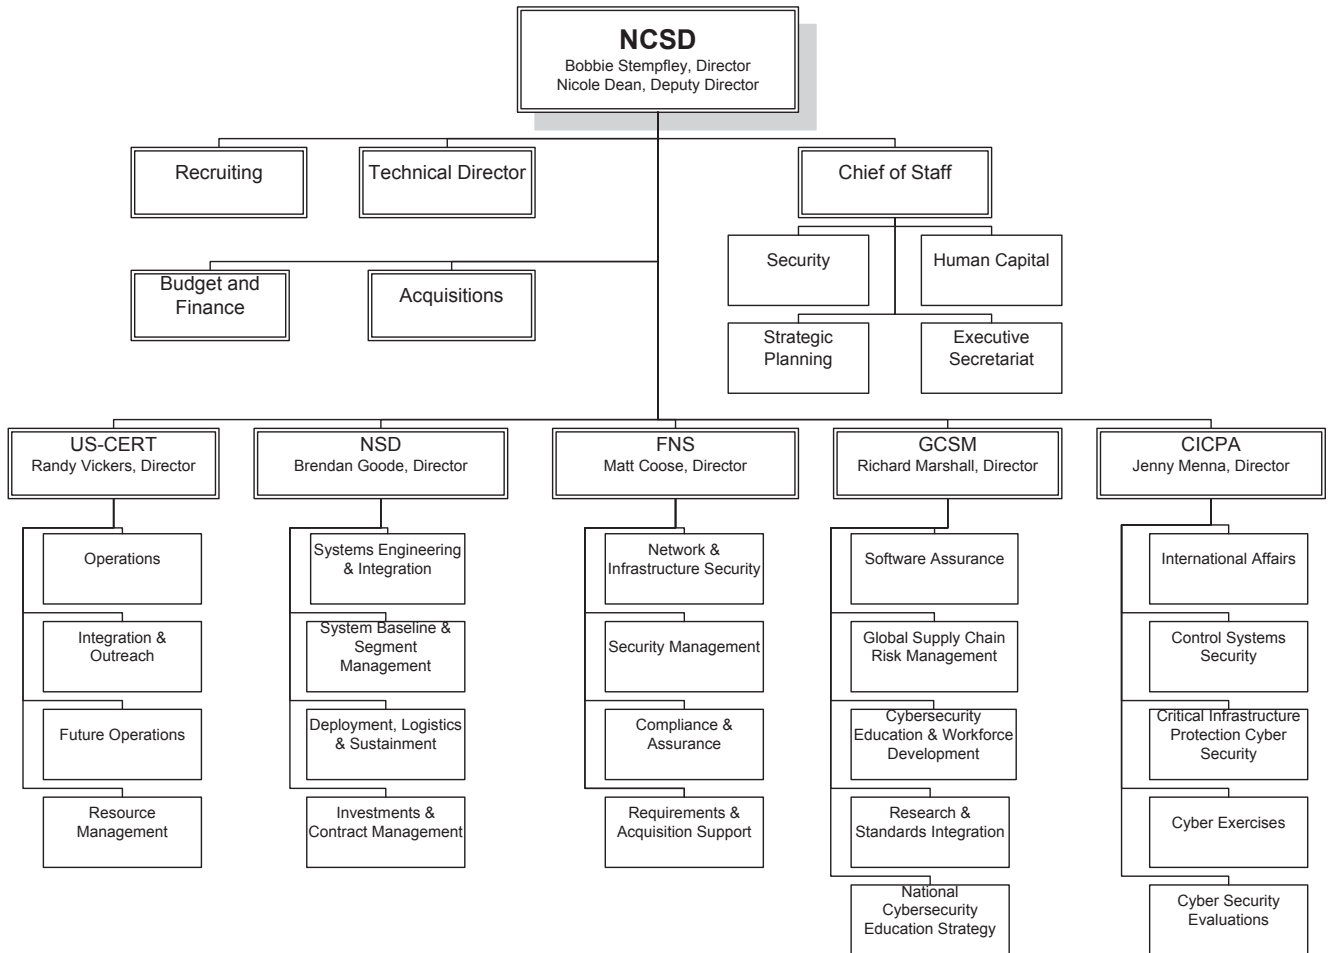 NCSD
Bobbie Stempfley, Director
Nicole Dean, Deputy Director
Recruiting
Technical Director
Chief of Staff
Security
Human Capital
Budget and
Finance
Acquisitions
Strategic
Planning
Executive
Secretariat
US-CERT
Randy Vickers, Director
NSD
Brendan Goode, Director
FNS
Matt Coose, Director
GCSM
Richard Marshall, Director
CICPA
Jenny Menna, Director
Operations
Systems Engineering
& Integration
Network &
Infrastructure Security
Software Assurance
International Affairs
Integration &
Outreach
System Baseline &
Segment
Management
Security Management
Global Supply Chain
Risk Management
Control Systems
Security
Future Operations
Deployment, Logistics
& Sustainment
Compliance &
Assurance
Cybersecurity
Education & Workforce
Development
Critical Infrastructure
Protection Cyber
Security
Resource
Management
Investments &
Contract Management
Requirements &
Acquisition Support
Research &
Standards Integration
Cyber Exercises
National
Cybersecurity
Education Strategy
Cyber Security
Evaluations